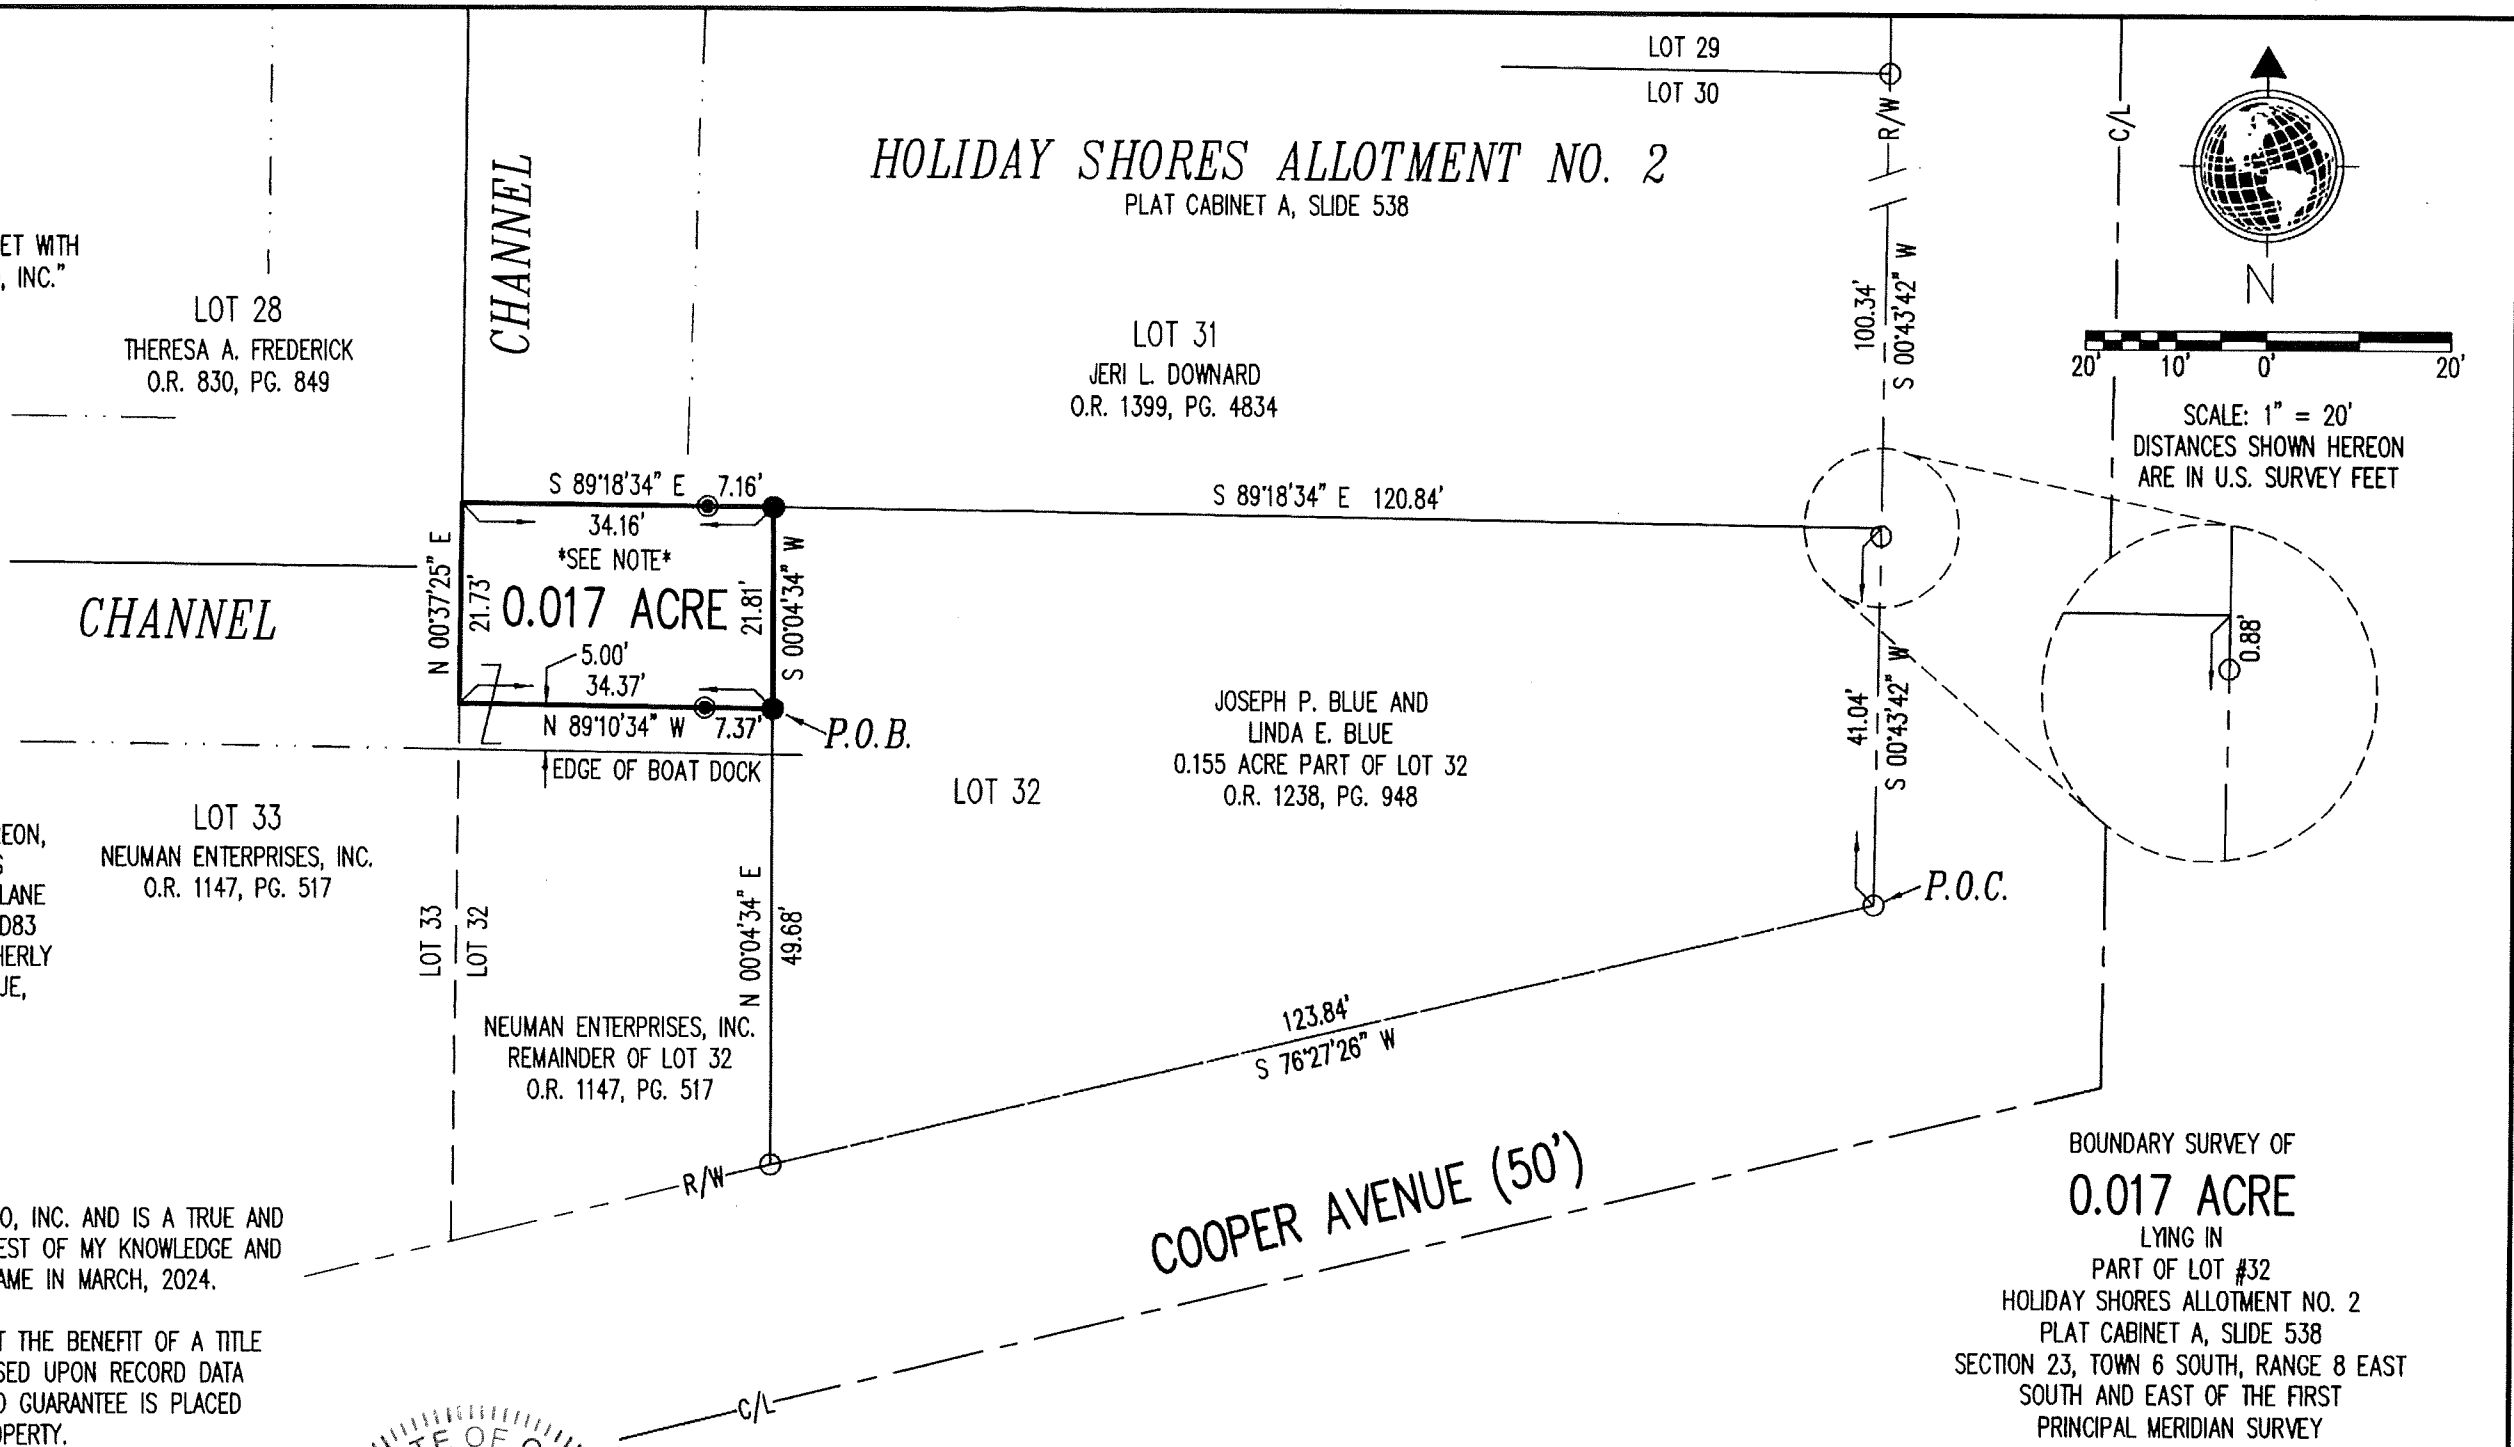 LOT 29
LOT 30
R/W
C/L
HOLIDAY SHORES ALLOTMENT NO. 2
PLAT CABINET A, SLIDE 538
CHANNEL
ET WITH
, INC."
LOT 28
THERESA A. FREDERICK
O.R. 830, PG. 849
LOT 31
JERI L. DOWNARD
O.R. 1399, PG. 4834
100.34'
S 00°43'42" W
N
20' 10' 0' 20'
SCALE: 1" = 20'
DISTANCES SHOWN HEREON
ARE IN U.S. SURVEY FEET
S 89°18'34" E 7.16'
34.16'
*SEE NOTE*
S 89°18'34" E 120.84'
N 00°37'25" E
21.73'
0.017 ACRE
21.81'
S 00°04'34" W
CHANNEL
5.00'
34.37'
N 89°10'34" W 7.37'
P.O.B.
EDGE OF BOAT DOCK
0.88'
JOSEPH P. BLUE AND
LINDA E. BLUE
0.155 ACRE PART OF LOT 32
O.R. 1238, PG. 948
LOT 32
41.04'
S 00°43'42" W
P.O.C.
LOT 33
NEUMAN ENTERPRISES, INC.
O.R. 1147, PG. 517
EON,
S
LANE
D83
HERLY
UE,
LOT 33
LOT 32
N 00°04'34" E
49.68'
NEUMAN ENTERPRISES, INC.
REMAINDER OF LOT 32
O.R. 1147, PG. 517
123.84'
S 76°27'26" W
R/W
COOPER AVENUE (50')
C/L
O, INC. AND IS A TRUE AND
EST OF MY KNOWLEDGE AND
AME IN MARCH, 2024.
T THE BENEFIT OF A TITLE
SED UPON RECORD DATA
O GUARANTEE IS PLACED
OPERTY.
TE OF O
BOUNDARY SURVEY OF
0.017 ACRE
LYING IN
PART OF LOT #32
HOLIDAY SHORES ALLOTMENT NO. 2
PLAT CABINET A, SLIDE 538
SECTION 23, TOWN 6 SOUTH, RANGE 8 EAST
SOUTH AND EAST OF THE FIRST
PRINCIPAL MERIDIAN SURVEY